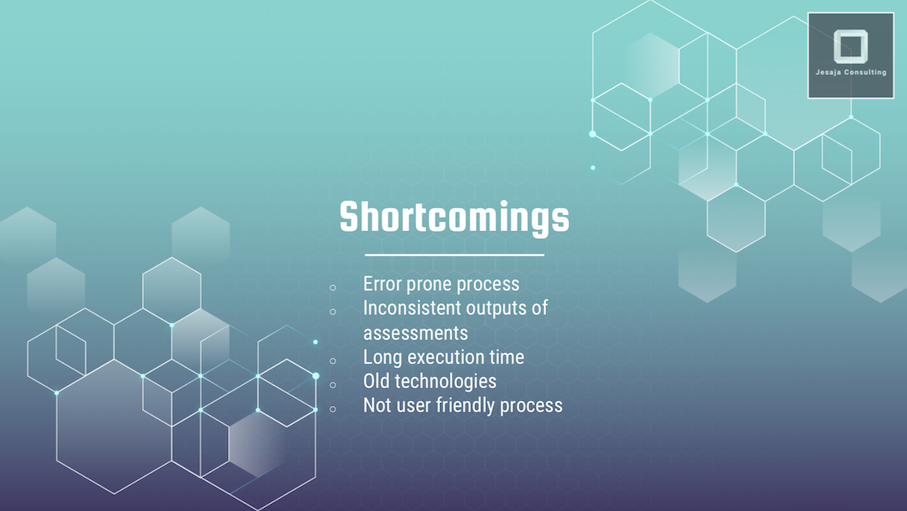 Jesaja Consulting
Shortcomings
Error prone process
Inconsistent outputs of
assessments
Long execution time
Old technologies
Not user friendly process